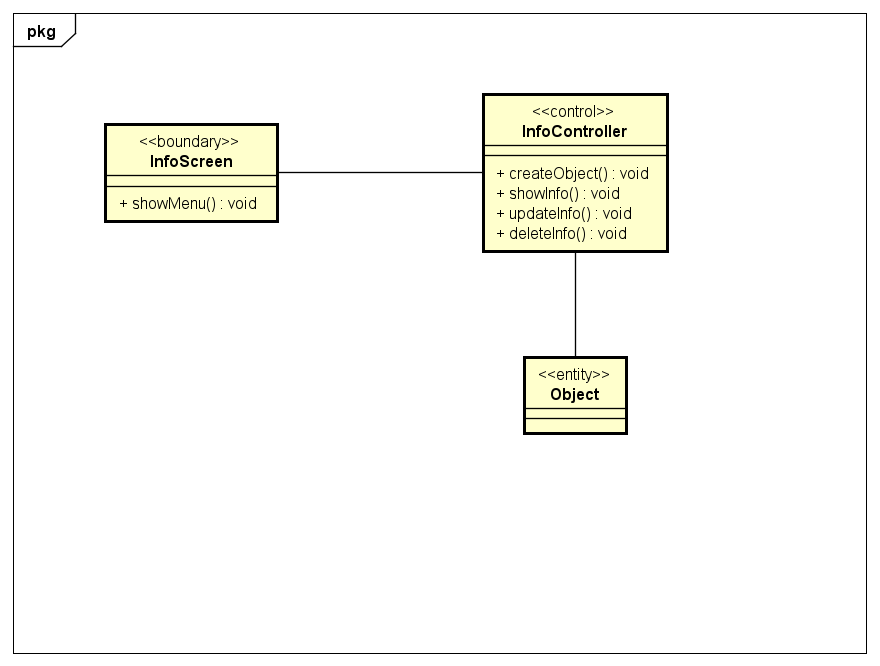 pkg
<<boundary>>
InfoScreen
+ showMenu() : void
<<control>>
InfoController
+ createObject() : void
+ showInfo() : void
+ updateInfo() : void
+ deleteInfo() : void
<<entity>>
Object